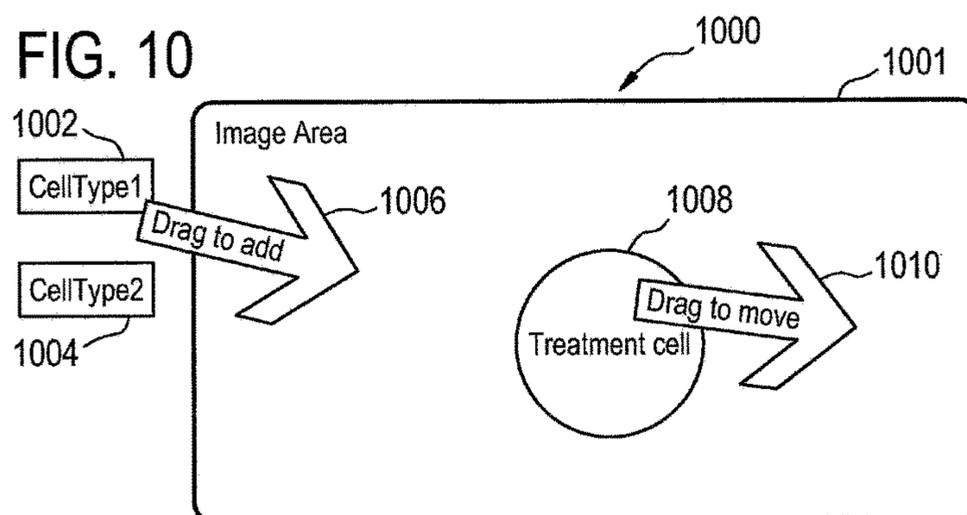 FIG. 10
1000
1001
1002
Image Area
CellType1
1006
Drag to add
1008
1010
CellType2
Drag to move
1004
Treatment cell